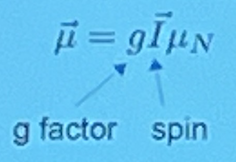 μ⃗ = gI⃗μ_N
g factor spin